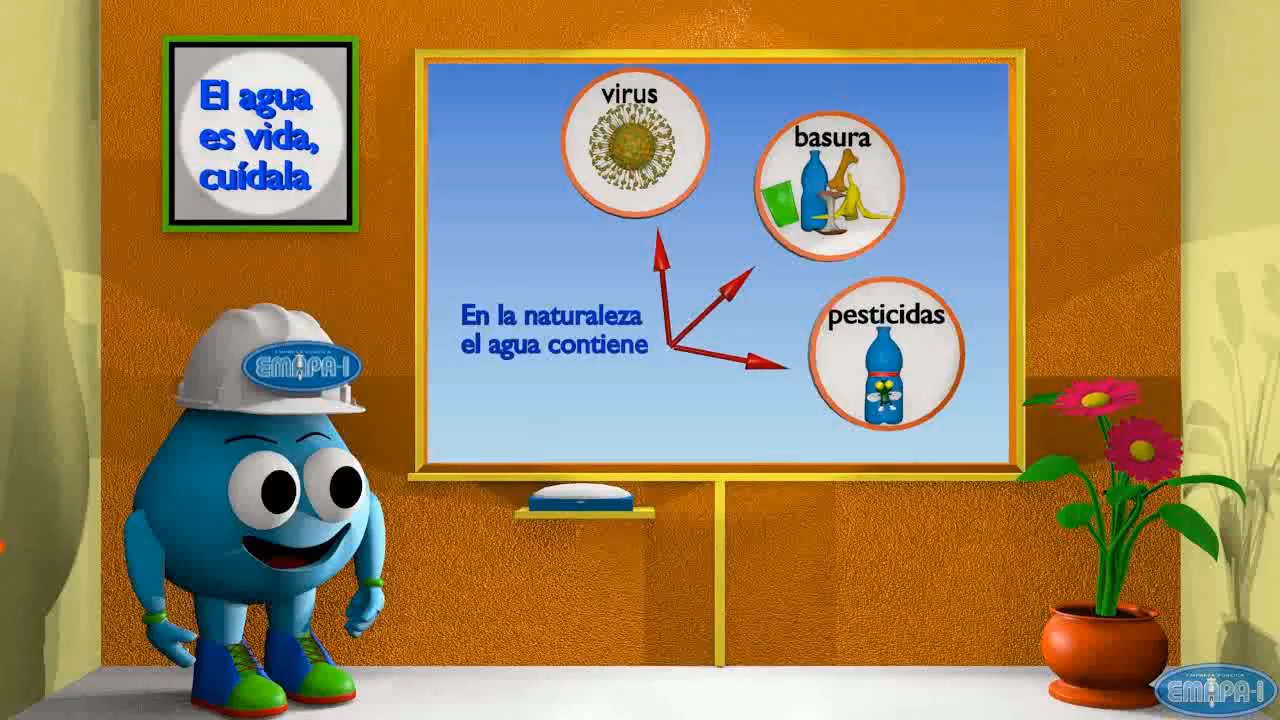 El agua
es vida,
cuídala
virus
basura
pesticidas
En la naturaleza
el agua contiene
EMAPA-I
EMAPA-I